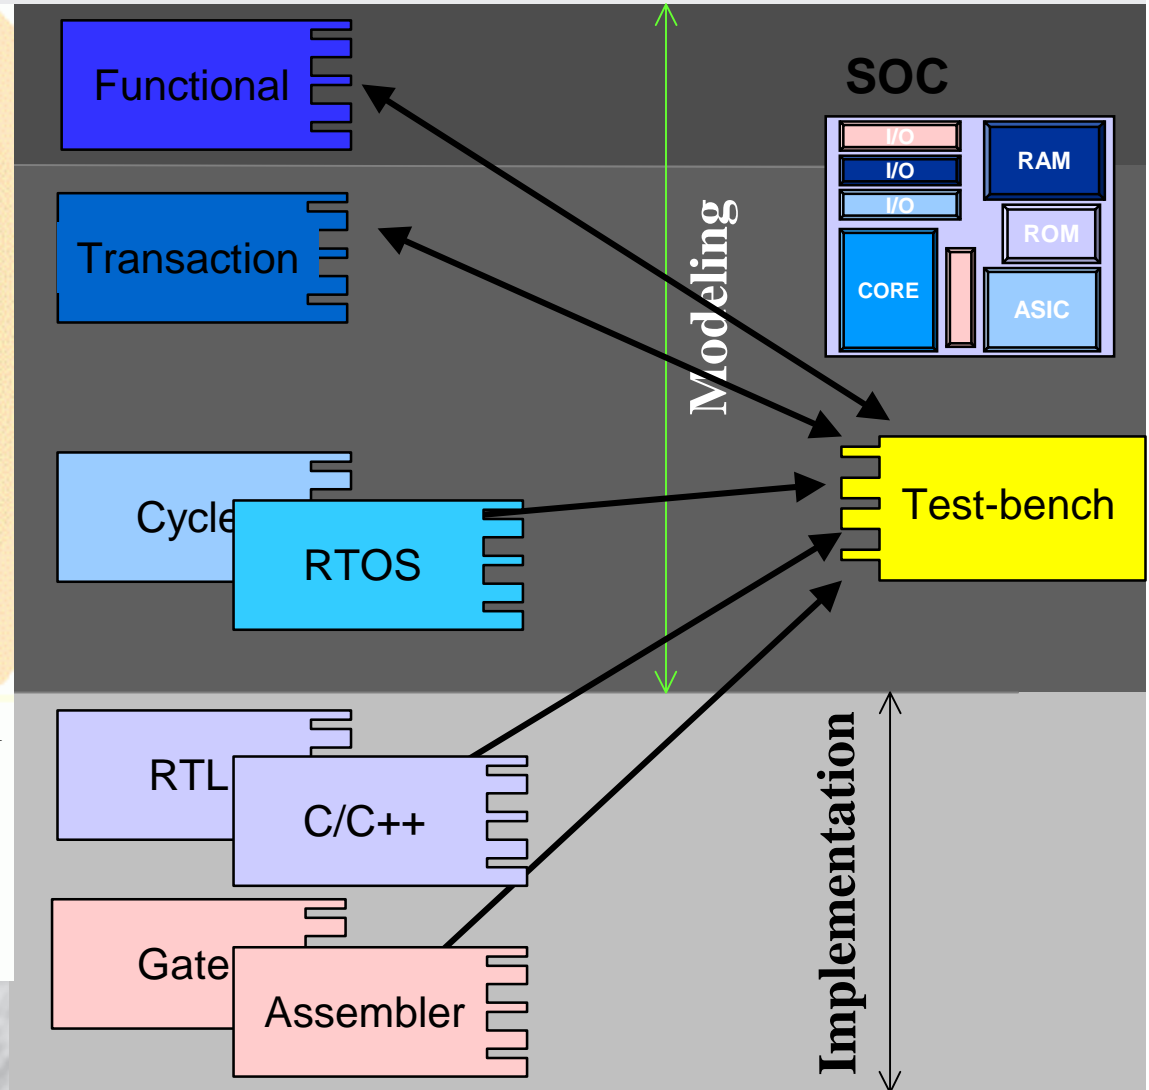 Functional
SOC
I/O
RAM
I/O
I/O
ROM
Modeling
Transaction
CORE
ASIC
Cycle
RTOS
Test-bench
RTL
C/C++
Implementation
Gate
Assembler